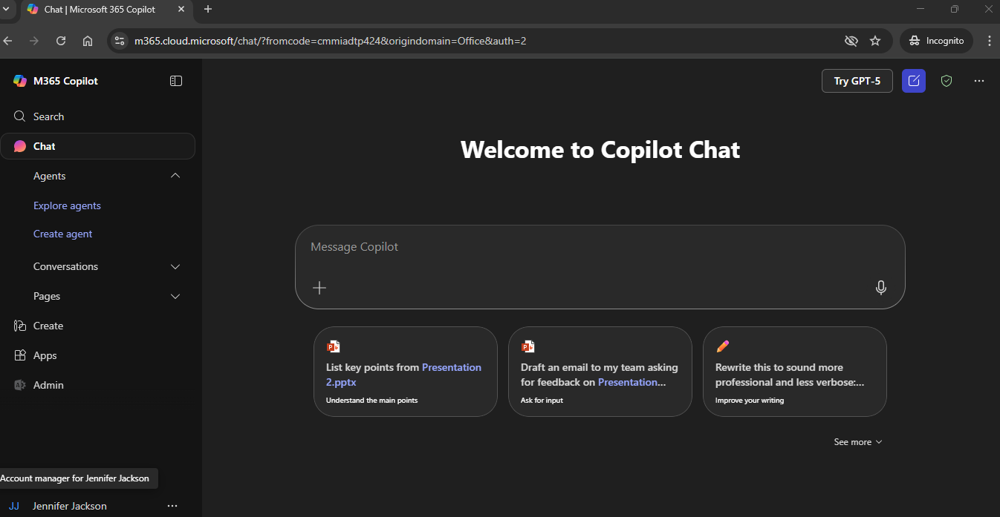 Chat | Microsoft 365 Copilot
m365.cloud.microsoft/chat/?fromcode=cmmiadtp424&origindomain=Office&auth=2
Incognito
M365 Copilot
Search
Chat
Agents
Explore agents
Create agent
Conversations
Pages
Create
Apps
Admin
Account manager for Jennifer Jackson
JJ
Jennifer Jackson
Try GPT-5
Welcome to Copilot Chat
Message Copilot
List key points from Presentation
2.pptx
Understand the main points
Draft an email to my team asking
for feedback on Presentation...
Ask for input
Rewrite this to sound more
professional and less verbose:...
Improve your writing
See more